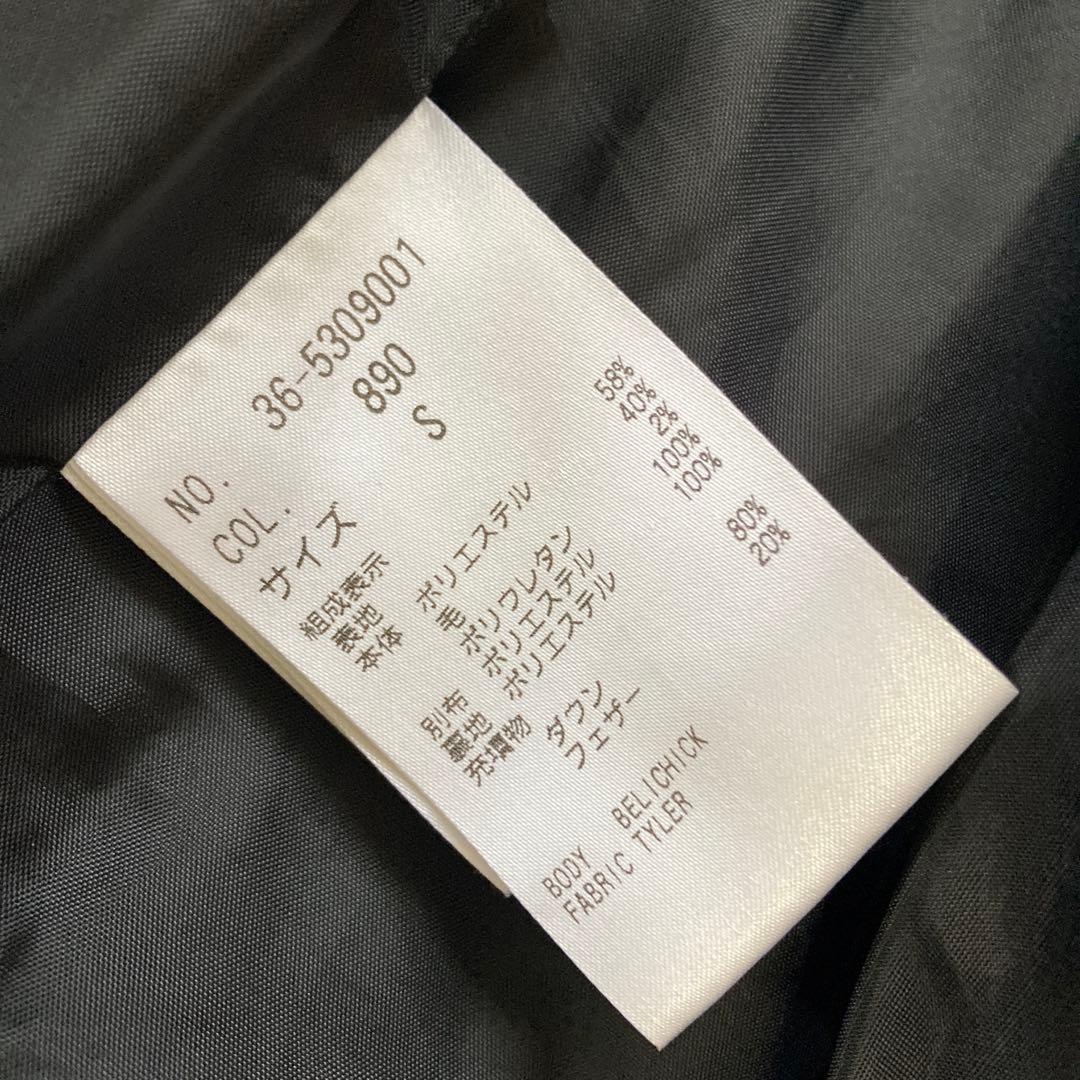 NO. 36-5309001
COL. 890
サイズ S
組成表示
表地
本体 ポリエステル 58%
毛 40%
ポリウレタン 2%
別布 ポリエステル 100%
裏地 ポリエステル 100%
充填物
ダウン 80%
フェザー 20%
BODY BELICHICK
FABRIC TYLER